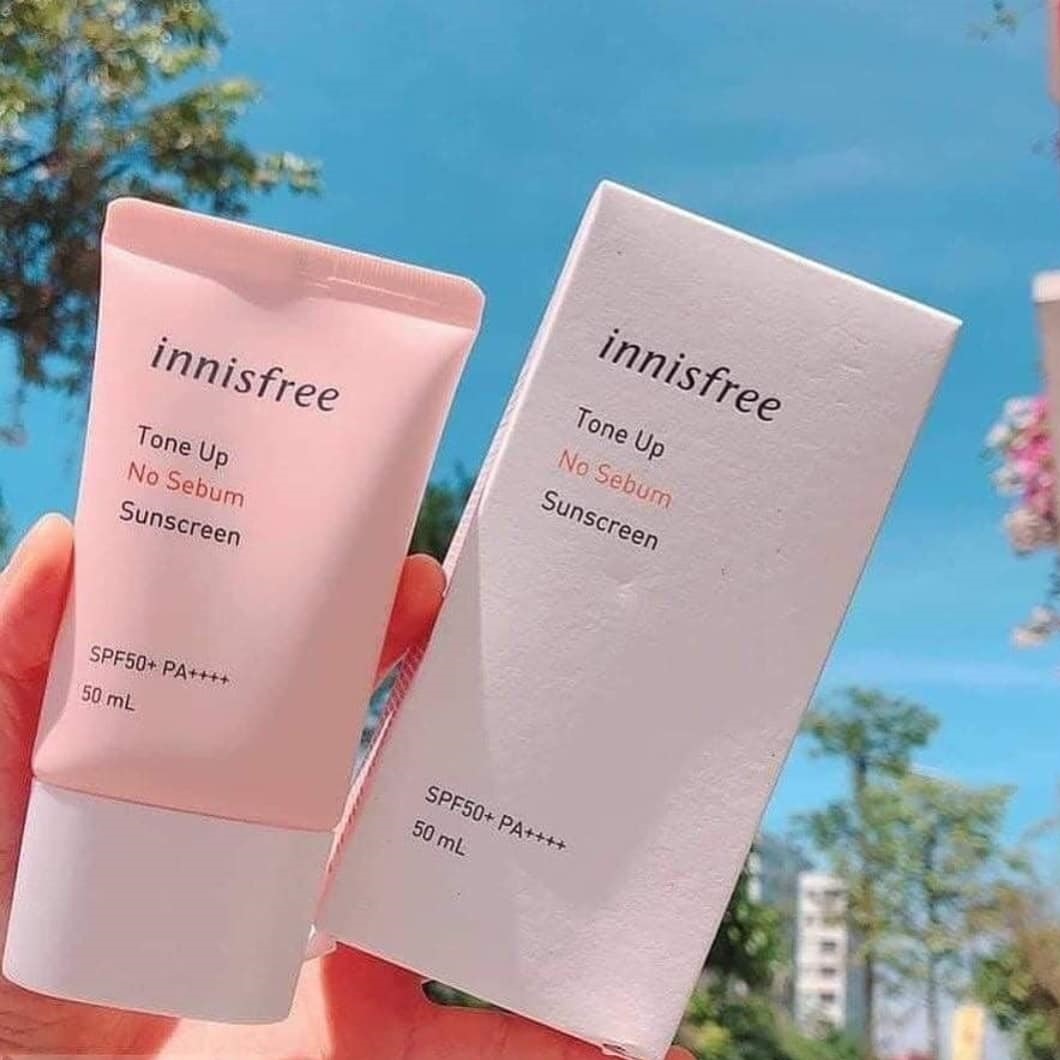 innisfree
Tone Up
No Sebum
Sunscreen
SPF50+ PA++++
50 mL
innisfree
Tone Up
No Sebum
Sunscreen
SPF50+ PA++++
50 mL